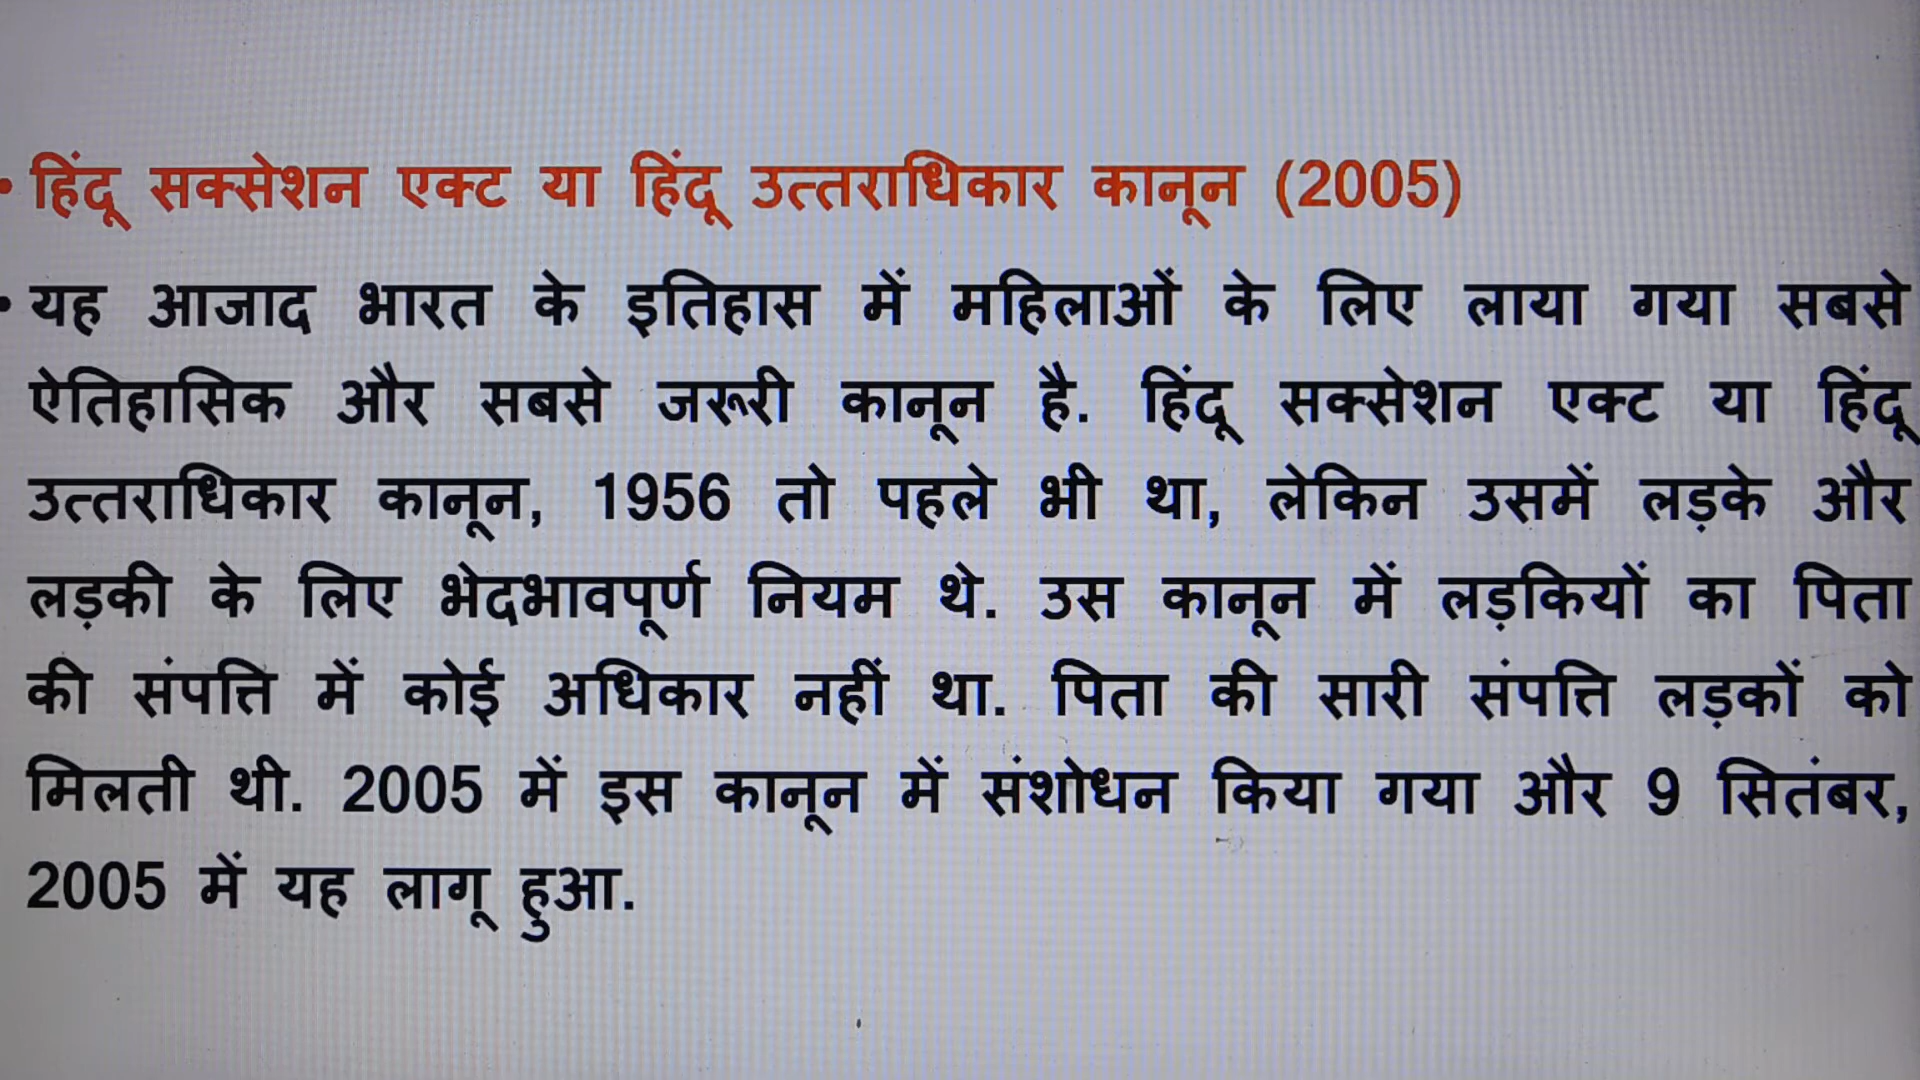 • हिंदू सक्सेशन एक्ट या हिंदू उत्तराधिकार कानून (2005)
• यह आजाद भारत के इतिहास में महिलाओं के लिए लाया गया सबसे
ऐतिहासिक और सबसे जरूरी कानून है. हिंदू सक्सेशन एक्ट या हिंदू
उत्तराधिकार कानून, 1956 तो पहले भी था, लेकिन उसमें लड़के और
लड़की के लिए भेदभावपूर्ण नियम थे. उस कानून में लड़कियों का पिता
की संपत्ति में कोई अधिकार नहीं था. पिता की सारी संपत्ति लड़कों को
मिलती थी. 2005 में इस कानून में संशोधन किया गया और 9 सितंबर,
2005 में यह लागू हुआ.